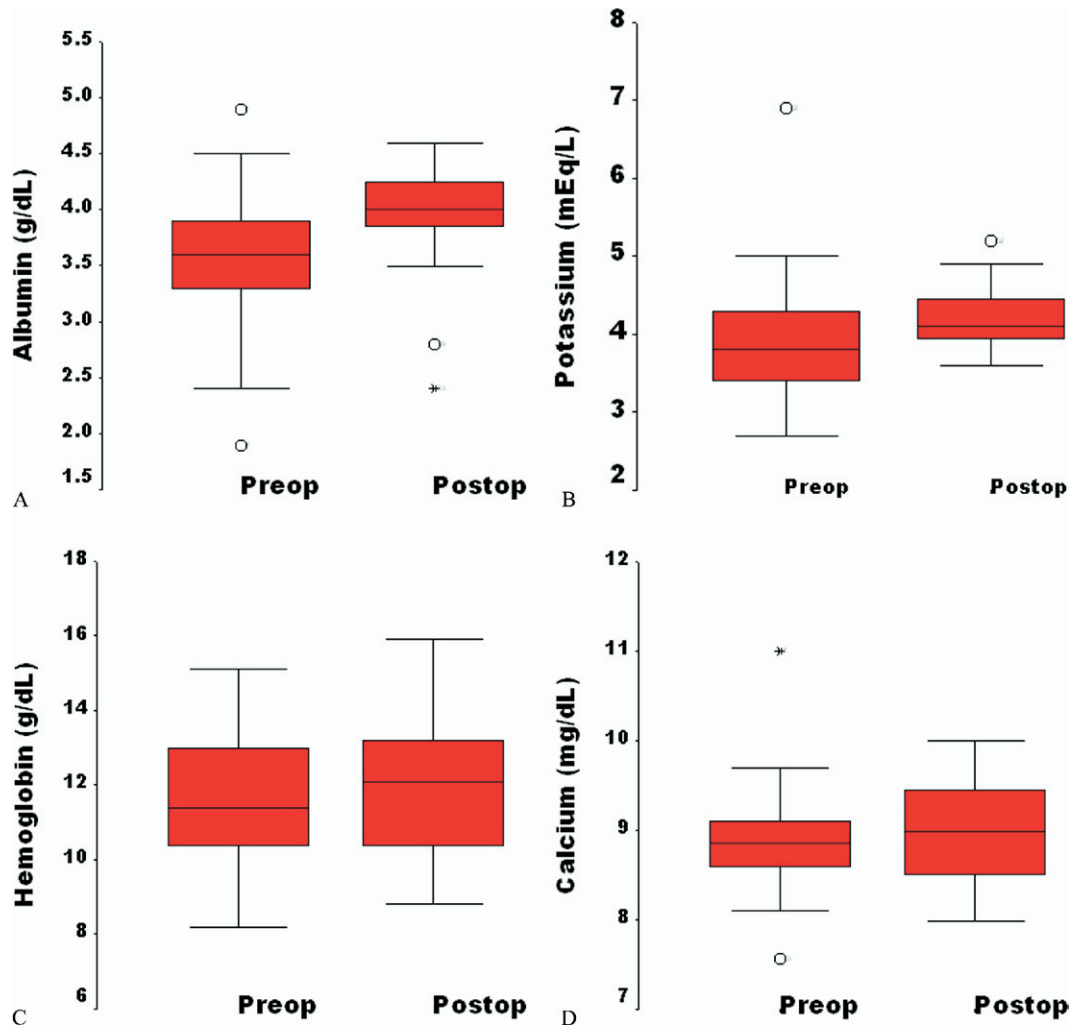 Albumin (g/dL)
5.5
5.0
4.5
4.0
3.5
3.0
2.5
2.0
1.5
Preop
Postop
A
Potassium (mEq/L)
8
7
6
5
4
3
2
Preop
Postop
B
Hemoglobin (g/dL)
18
16
14
12
10
8
6
Preop
Postop
C
Calcium (mg/dL)
12
11
10
9
8
7
Preop
Postop
D